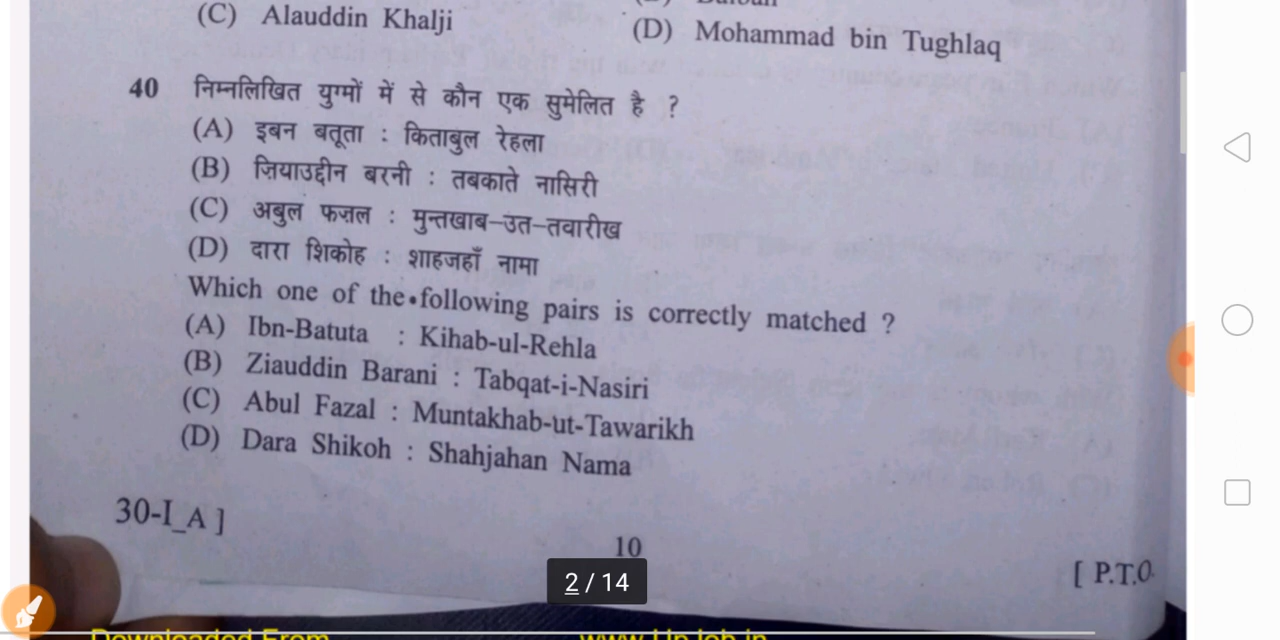 (C) Alauddin Khalji
(D) Mohammad bin Tughlaq
40 निम्नलिखित युग्मों में से कौन एक सुमेलित है ?
(A) इबन बतूता : किताबुल रेहला
(B) ज़ियाउद्दीन बरनी : तबकाते नासिरी
(C) अबुल फज़ल : मुन्तखाब-उत-तवारीख
(D) दारा शिकोह : शाहजहाँ नामा
Which one of the following pairs is correctly matched ?
(A) Ibn-Batuta : Kihab-ul-Rehla
(B) Ziauddin Barani : Tabqat-i-Nasiri
(C) Abul Fazal : Muntakhab-ut-Tawarikh
(D) Dara Shikoh : Shahjahan Nama
30-I_A ]
10
[ P.T.O.
2 / 14
Downloaded From